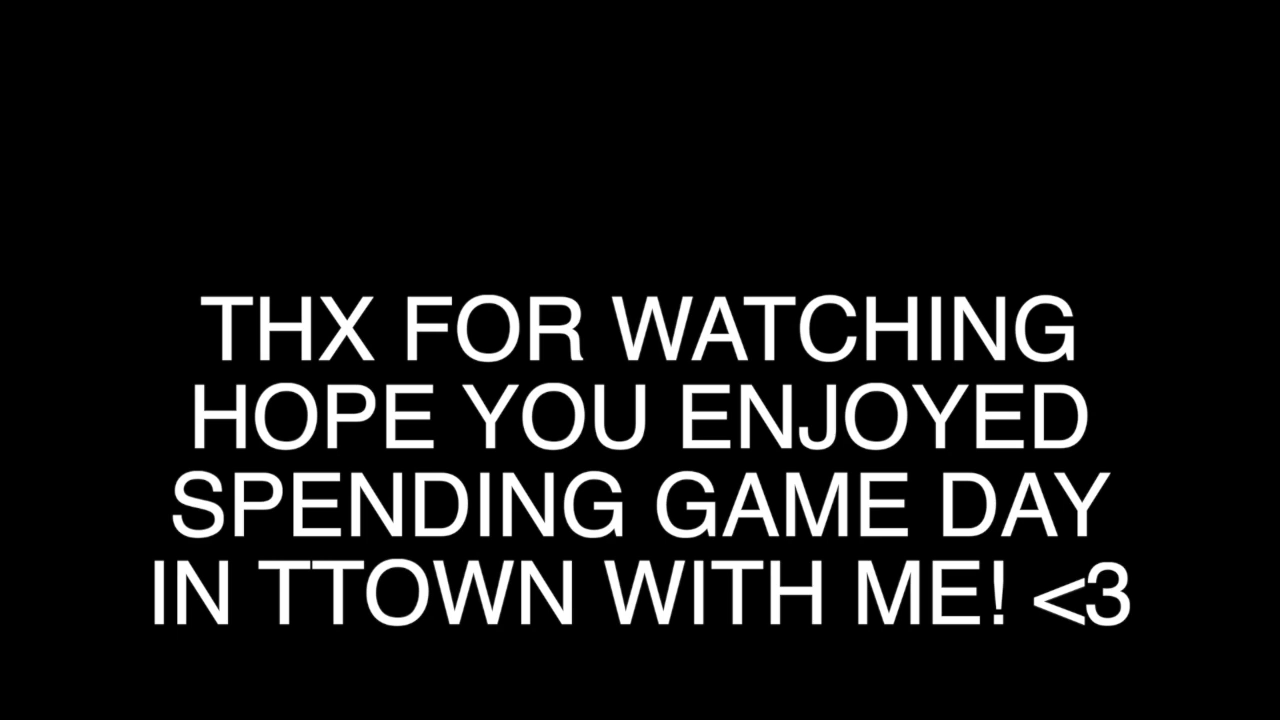 THX FOR WATCHING
HOPE YOU ENJOYED
SPENDING GAME DAY
IN TTOWN WITH ME! <3